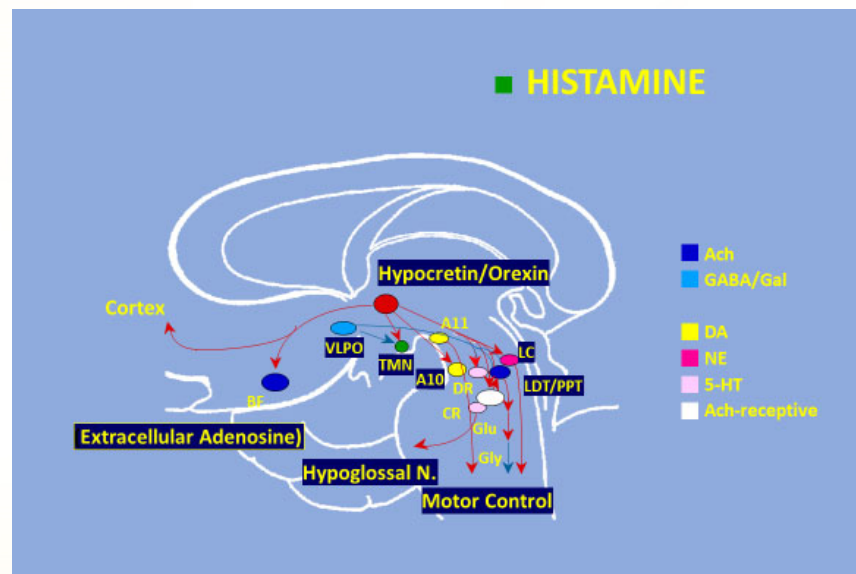 HISTAMINE
Hypocretin/Orexin
Cortex
A11
VLPO
TMN
LC
A10
DR
LDT/PPT
BF
CR
Glu
Extracellular Adenosine)
Gly
Hypoglossal N.
Motor Control
Ach
GABA/Gal
DA
NE
5-HT
Ach-receptive